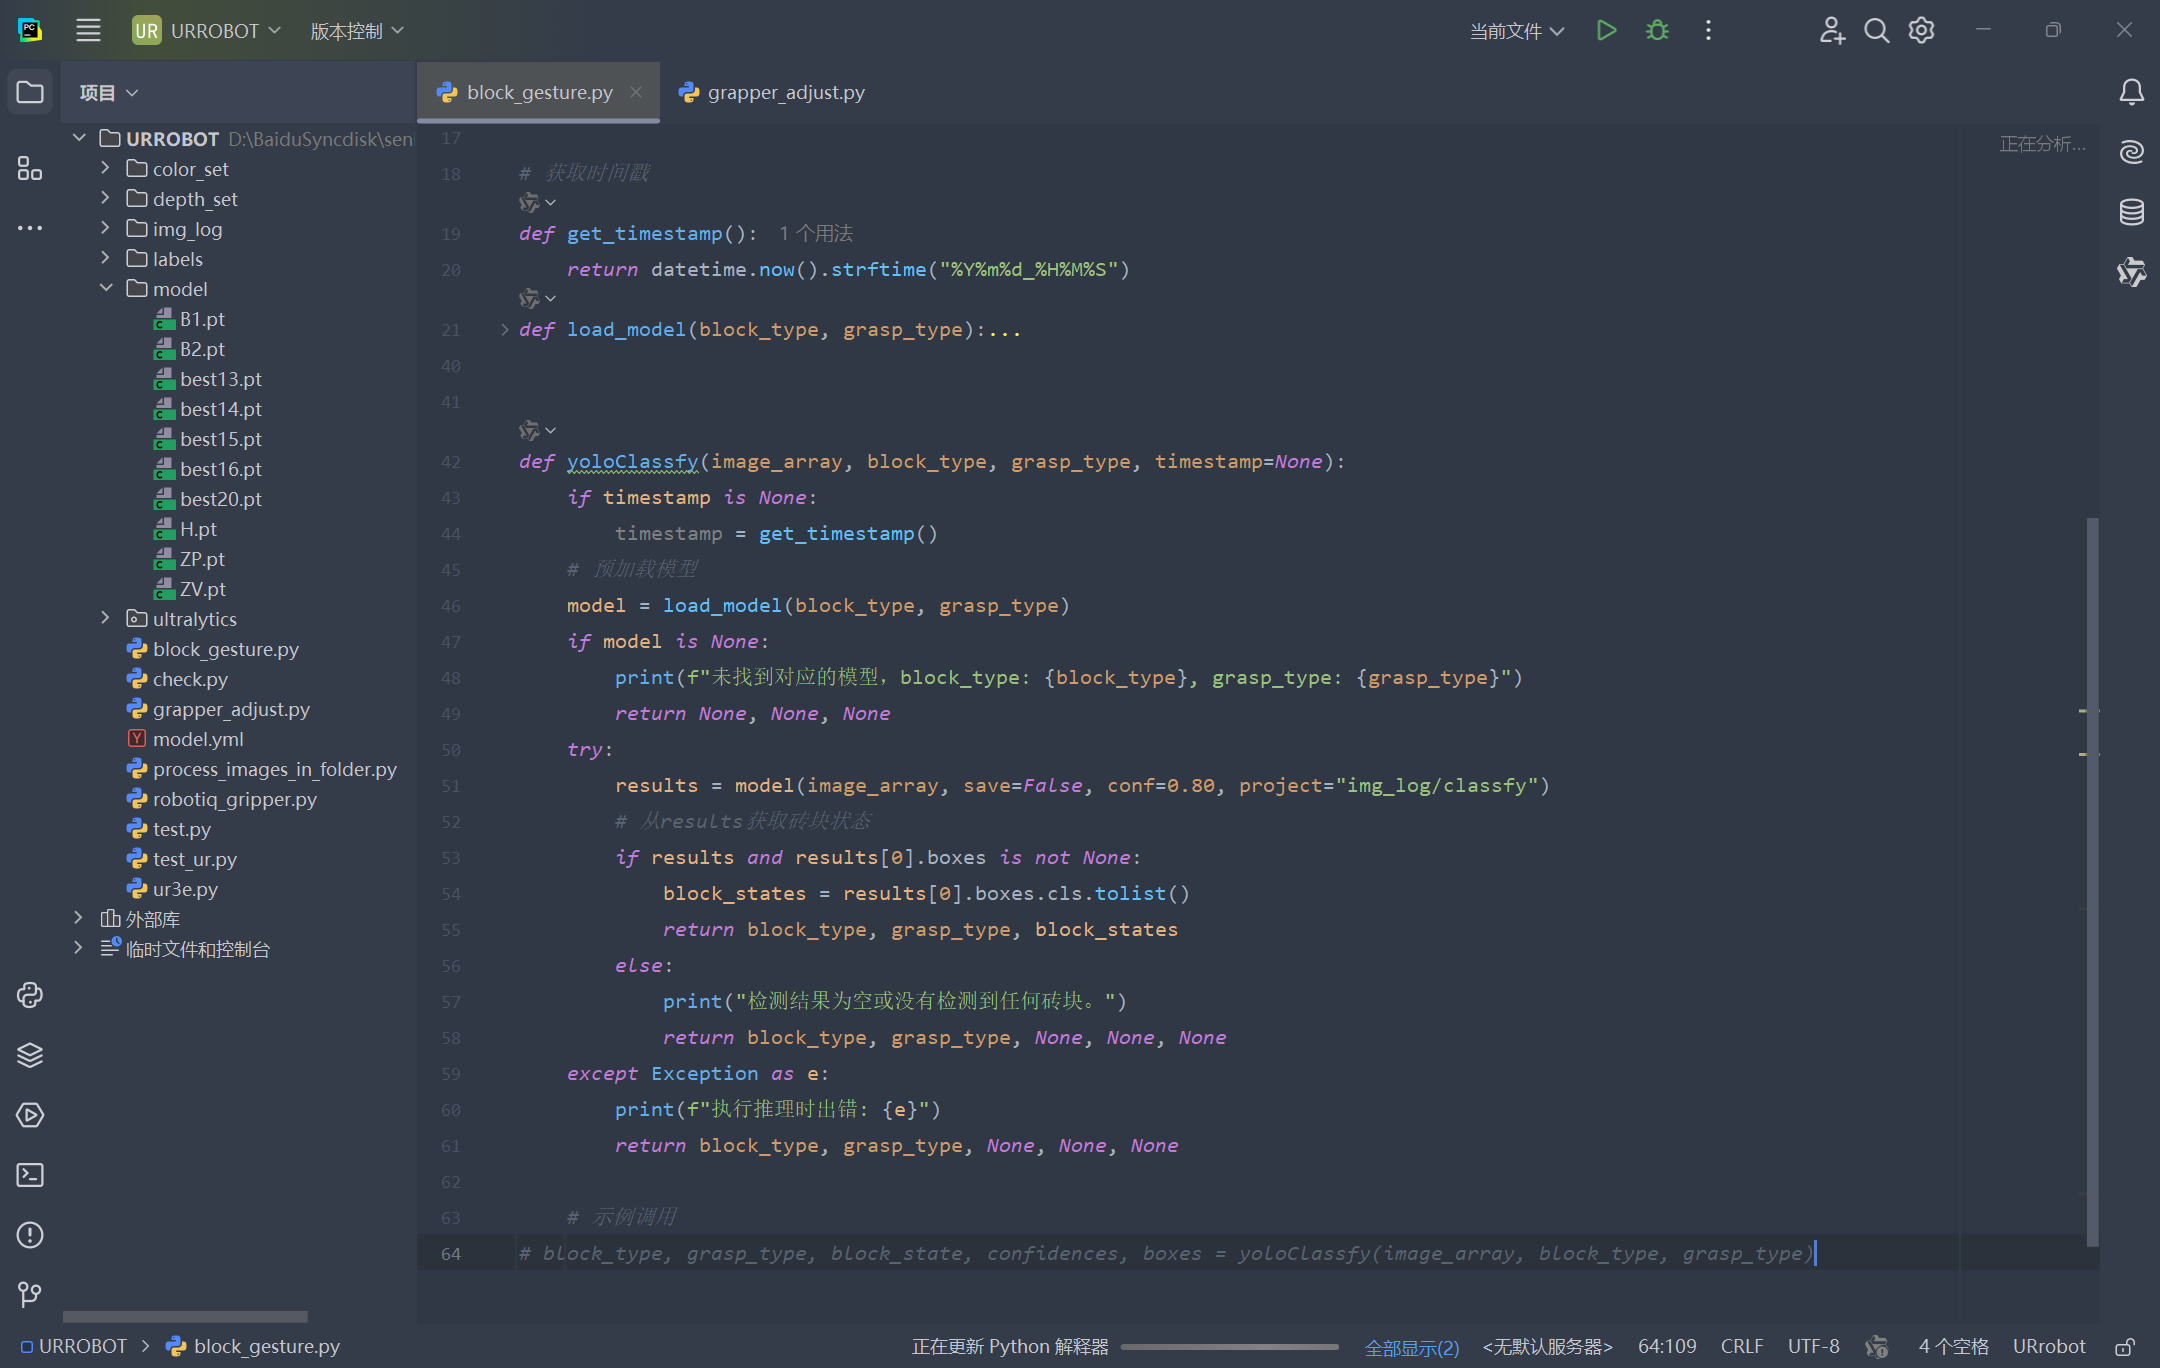 UR URROBOT 版本控制 当前文件
项目
block_gesture.py
grapper_adjust.py
URROBOT D:\BaiduSyncdisk\sen
color_set
depth_set
img_log
labels
model
B1.pt
B2.pt
best13.pt
best14.pt
best15.pt
best16.pt
best20.pt
H.pt
ZP.pt
ZV.pt
ultralytics
block_gesture.py
check.py
grapper_adjust.py
model.yml
process_images_in_folder.py
robotiq_gripper.py
test.py
test_ur.py
ur3e.py
外部库
临时文件和控制台
正在分析...
17
18 # 获取时间戳
19 def get_timestamp(): 1 个用法
20 return datetime.now().strftime("%Y%m%d_%H%M%S")
21 def load_model(block_type, grasp_type):...
40
41
42 def yoloClassfy(image_array, block_type, grasp_type, timestamp=None):
43 if timestamp is None:
44 timestamp = get_timestamp()
45 # 预加载模型
46 model = load_model(block_type, grasp_type)
47 if model is None:
48 print(f"未找到对应的模型，block_type: {block_type}, grasp_type: {grasp_type}")
49 return None, None, None
50 try:
51 results = model(image_array, save=False, conf=0.80, project="img_log/classfy")
52 # 从results获取砖块状态
53 if results and results[0].boxes is not None:
54 block_states = results[0].boxes.cls.tolist()
55 return block_type, grasp_type, block_states
56 else:
57 print("检测结果为空或没有检测到任何砖块。")
58 return block_type, grasp_type, None, None, None
59 except Exception as e:
60 print(f"执行推理时出错: {e}")
61 return block_type, grasp_type, None, None, None
62
63 # 示例调用
64 # block_type, grasp_type, block_state, confidences, boxes = yoloClassfy(image_array, block_type, grasp_type)
URROBOT block_gesture.py 正在更新 Python 解释器 全部显示(2) <无默认服务器> 64:109 CRLF UTF-8 4 个空格 URrobot